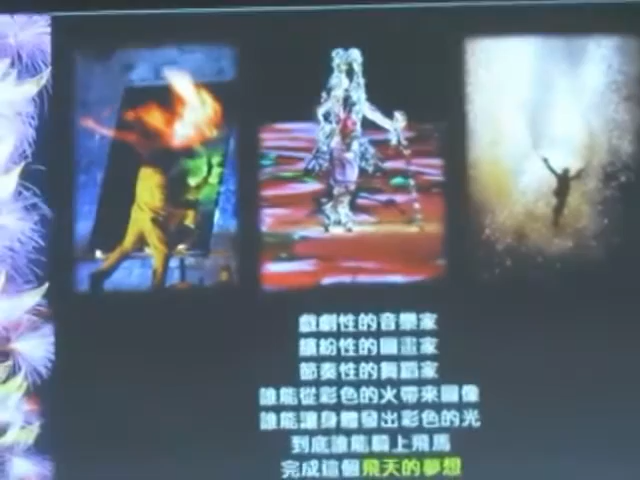 戲劇性的音樂家
繽紛性的圖畫家
節奏性的舞蹈家
誰能從彩色的火帶來圖像
誰能讓身體發出彩色的光
到底誰能騎上飛馬
完成這個飛天的夢想